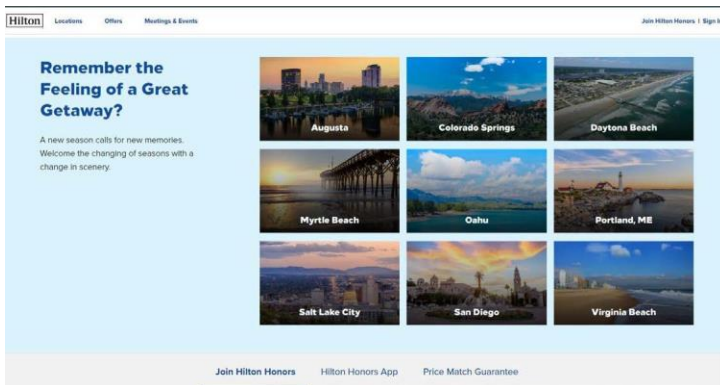 Hilton
Locations Offers Meetings & Events
Join Hilton Honors | Sign In
Remember the
Feeling of a Great
Getaway?
A new season calls for new memories.
Welcome the changing of seasons with a
change in scenery.
Augusta
Colorado Springs
Daytona Beach
Myrtle Beach
Oahu
Portland, ME
Salt Lake City
San Diego
Virginia Beach
Join Hilton Honors Hilton Honors App Price Match Guarantee